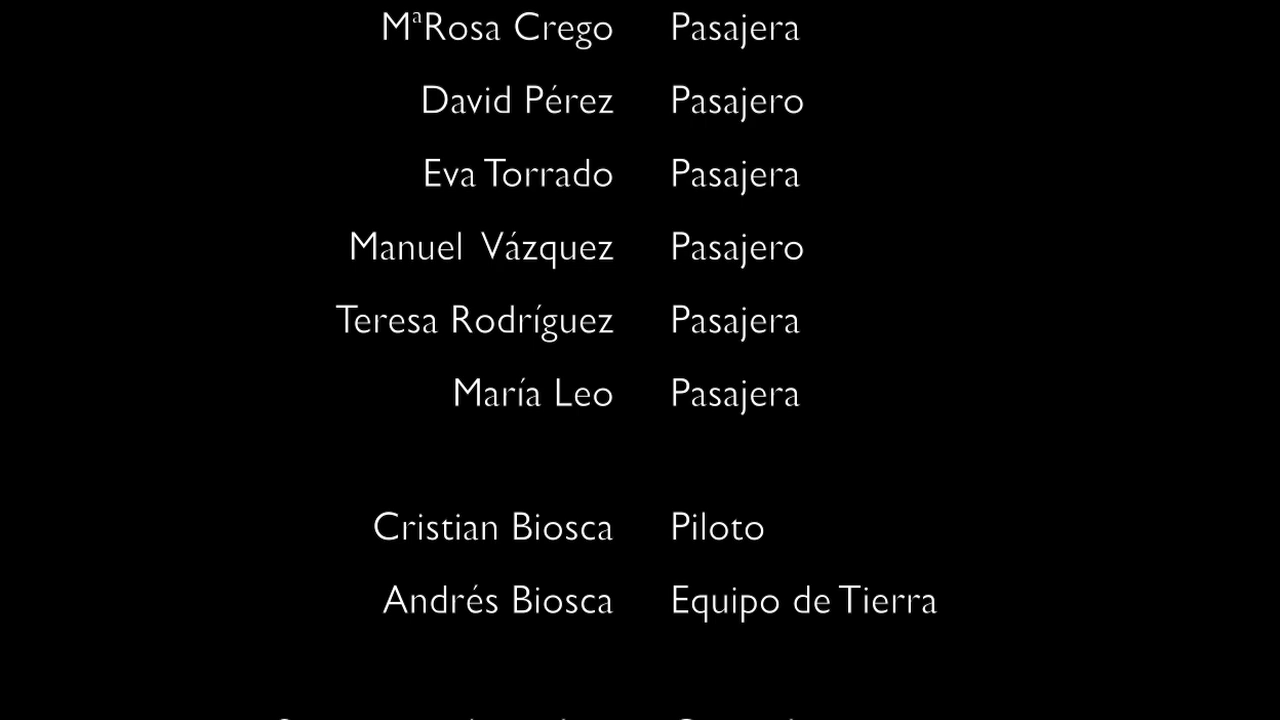 MªRosa Crego Pasajera
David Pérez Pasajero
Eva Torrado Pasajera
Manuel Vázquez Pasajero
Teresa Rodríguez Pasajera
María Leo Pasajera
Cristian Biosca Piloto
Andrés Biosca Equipo de Tierra